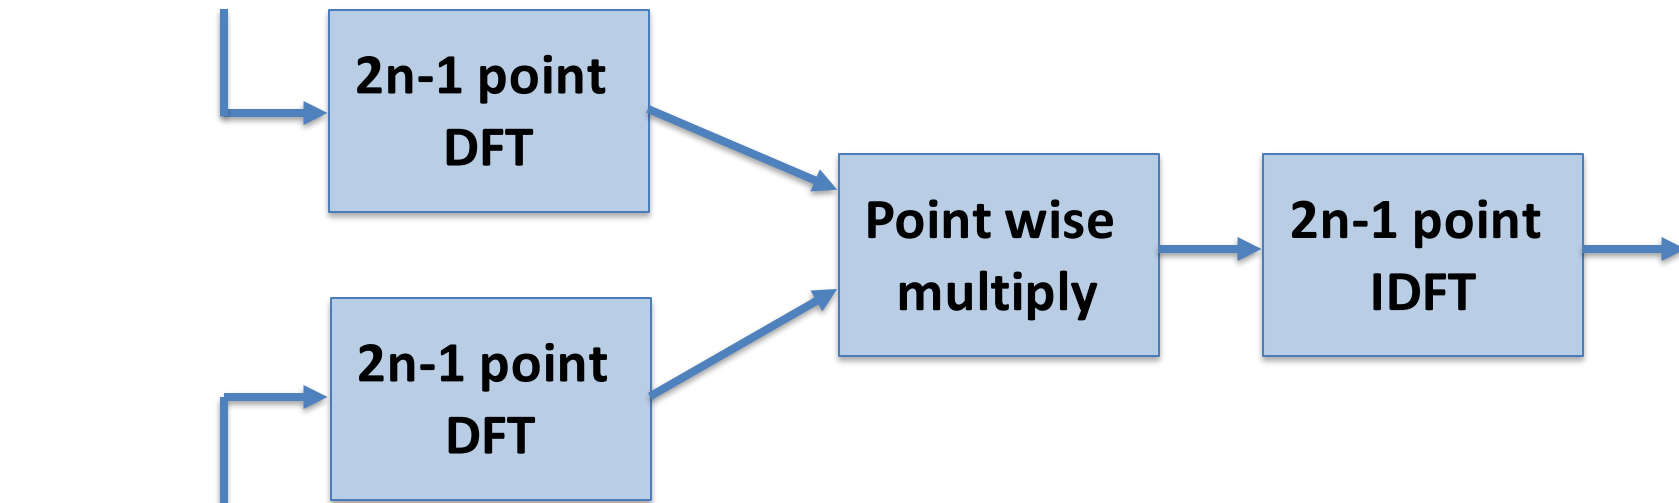 2n-1 point
DFT
Point wise
multiply
2n-1 point
IDFT
2n-1 point
DFT